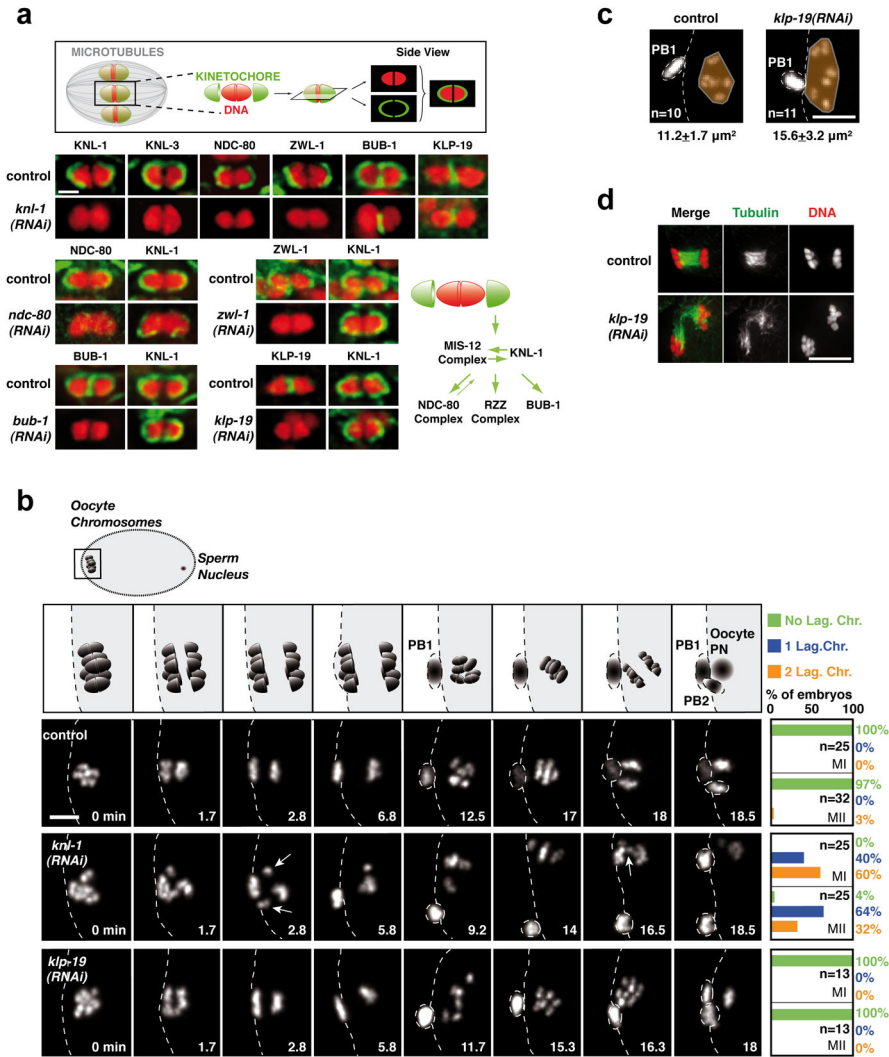 a
MICROTUBULES
KINETOCHORE
DNA
Side View
KNL-1 KNL-3 NDC-80 ZWL-1 BUB-1 KLP-19
control
knl-1
(RNAi)
NDC-80 KNL-1
control
ndc-80
(RNAi)
ZWL-1 KNL-1
control
zwl-1
(RNAi)
BUB-1 KNL-1
control
bub-1
(RNAi)
KLP-19 KNL-1
control
klp-19
(RNAi)
MIS-12
Complex
KNL-1
NDC-80
Complex
RZZ
Complex
BUB-1
c
control klp-19(RNAi)
PB1 PB1
n=10 n=11
11.2±1.7 µm² 15.6±3.2 µm²
d
Merge Tubulin DNA
control
klp-19
(RNAi)
b
Oocyte
Chromosomes
Sperm
Nucleus
PB1
PB1 Oocyte
PN
PB2
No Lag. Chr.
1 Lag.Chr.
2 Lag. Chr.
% of embryos
0 50 100
control
0 min 1.7 2.8 6.8 12.5 17 18 18.5
100%
n=25 0%
MI 0%
97%
n=32 0%
MII 3%
knl-1
(RNAi)
0 min 1.7 2.8 5.8 9.2 14 16.5 18.5
n=25 0%
40%
MI 60%
n=25 4%
64%
MII 32%
klp-19
(RNAi)
0 min 1.7 2.8 5.8 11.7 15.3 16.3 18
100%
n=13 0%
MI 0%
100%
n=13 0%
MII 0%